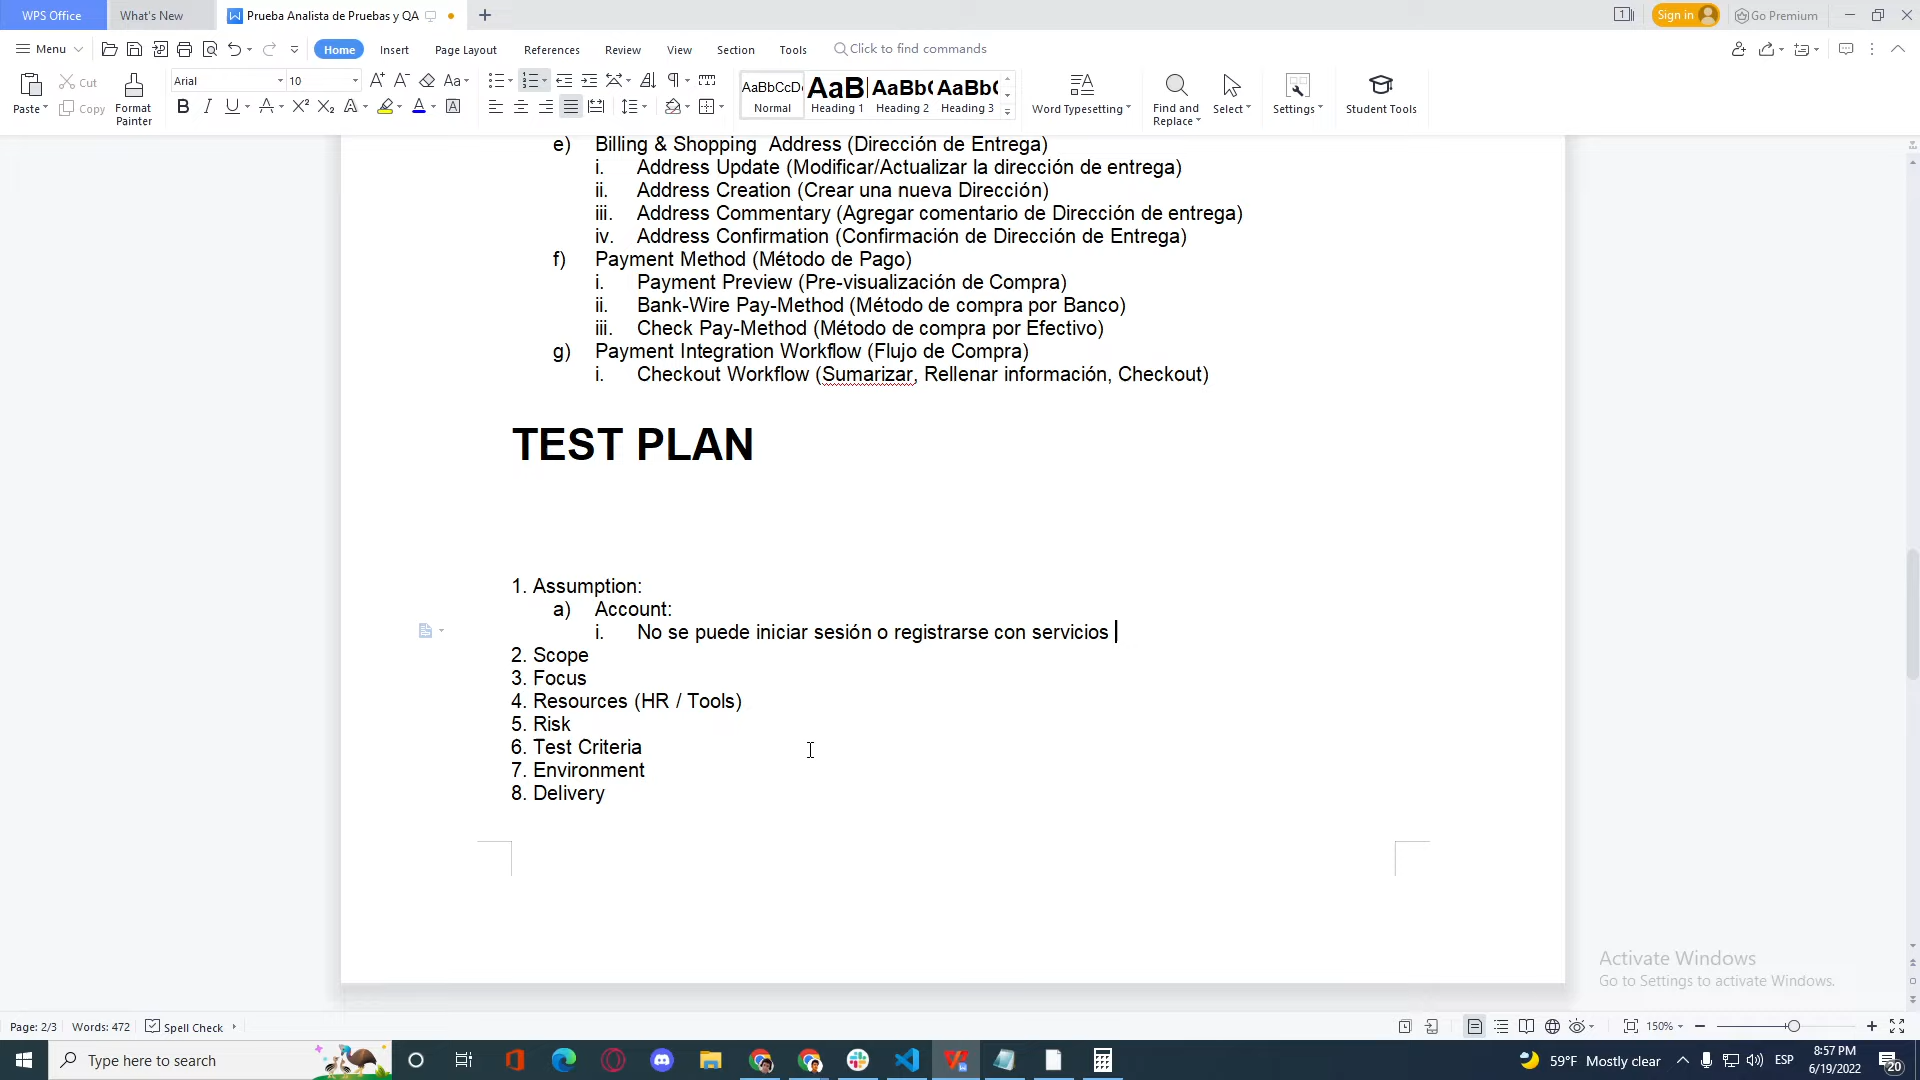 WPS Office
What's New
Prueba Analista de Pruebas y QA
1
Sign in
Go Premium
Menu
Home
Insert
Page Layout
References
Review
View
Section
Tools
Click to find commands
Paste
Cut
Copy
Format
Painter
Arial
10
AaBbCcD
Normal
AaB
Heading 1
AaBb(
Heading 2
AaBb(
Heading 3
Word Typesetting
Find and
Replace
Select
Settings
Student Tools
e) Billing & Shopping  Address (Dirección de Entrega)
i. Address Update (Modificar/Actualizar la dirección de entrega)
ii. Address Creation (Crear una nueva Dirección)
iii. Address Commentary (Agregar comentario de Dirección de entrega)
iv. Address Confirmation (Confirmación de Dirección de Entrega)
f) Payment Method (Método de Pago)
i. Payment Preview (Pre-visualización de Compra)
ii. Bank-Wire Pay-Method (Método de compra por Banco)
iii. Check Pay-Method (Método de compra por Efectivo)
g) Payment Integration Workflow (Flujo de Compra)
i. Checkout Workflow (Sumarizar, Rellenar información, Checkout)
TEST PLAN
1. Assumption:
a) Account:
i. No se puede iniciar sesión o registrarse con servicios
2. Scope
3. Focus
4. Resources (HR / Tools)
5. Risk
6. Test Criteria
7. Environment
8. Delivery
Activate Windows
Go to Settings to activate Windows.
Page: 2/3
Words: 472
Spell Check
150%
Type here to search
59°F Mostly clear
ESP
8:57 PM
6/19/2022
20